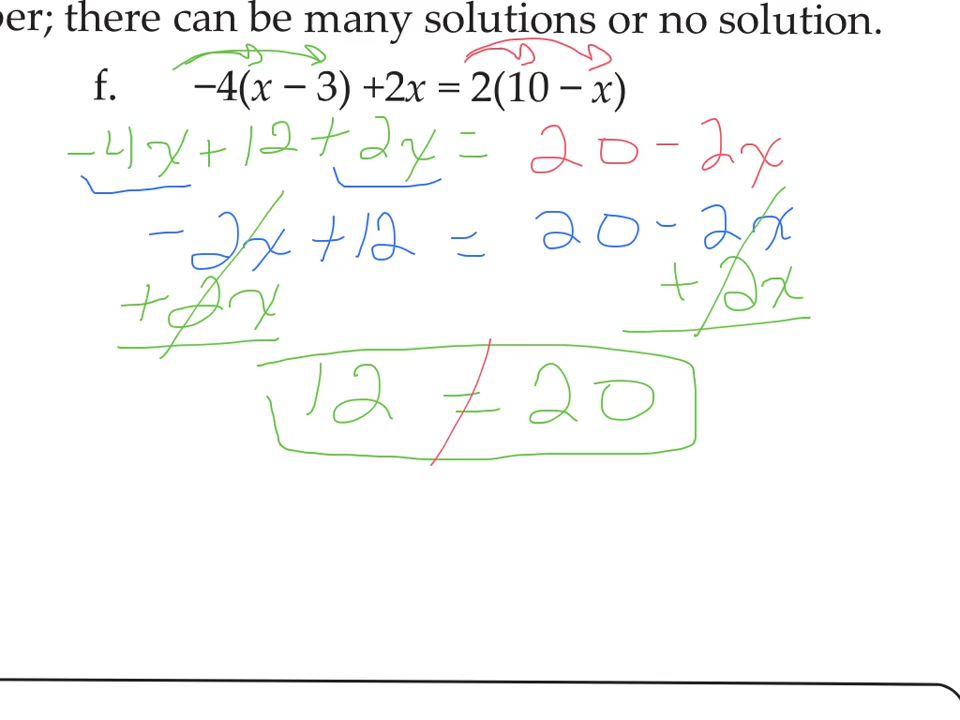 er; there can be many solutions or no solution.
f. −4(x − 3) +2x = 2(10 − x)
-4x+12+2x = 20-2x
-2x+12 = 20-2x
+2x +2x
12 ≠ 20